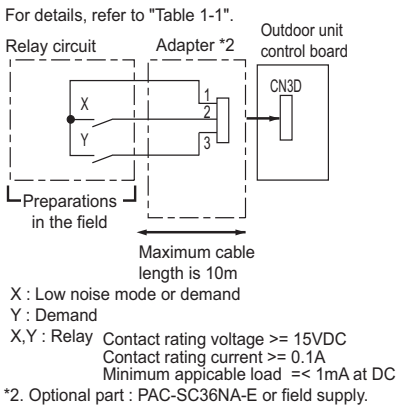 For details, refer to "Table 1-1".
Relay circuit
Adapter *2
Outdoor unit
control board
CN3D
X
Y
1
2
3
Preparations
in the field
Maximum cable
length is 10m
X : Low noise mode or demand
Y : Demand
X,Y : Relay Contact rating voltage >= 15VDC
Contact rating current >= 0.1A
Minimum appicable load =< 1mA at DC
*2. Optional part : PAC-SC36NA-E or field supply.